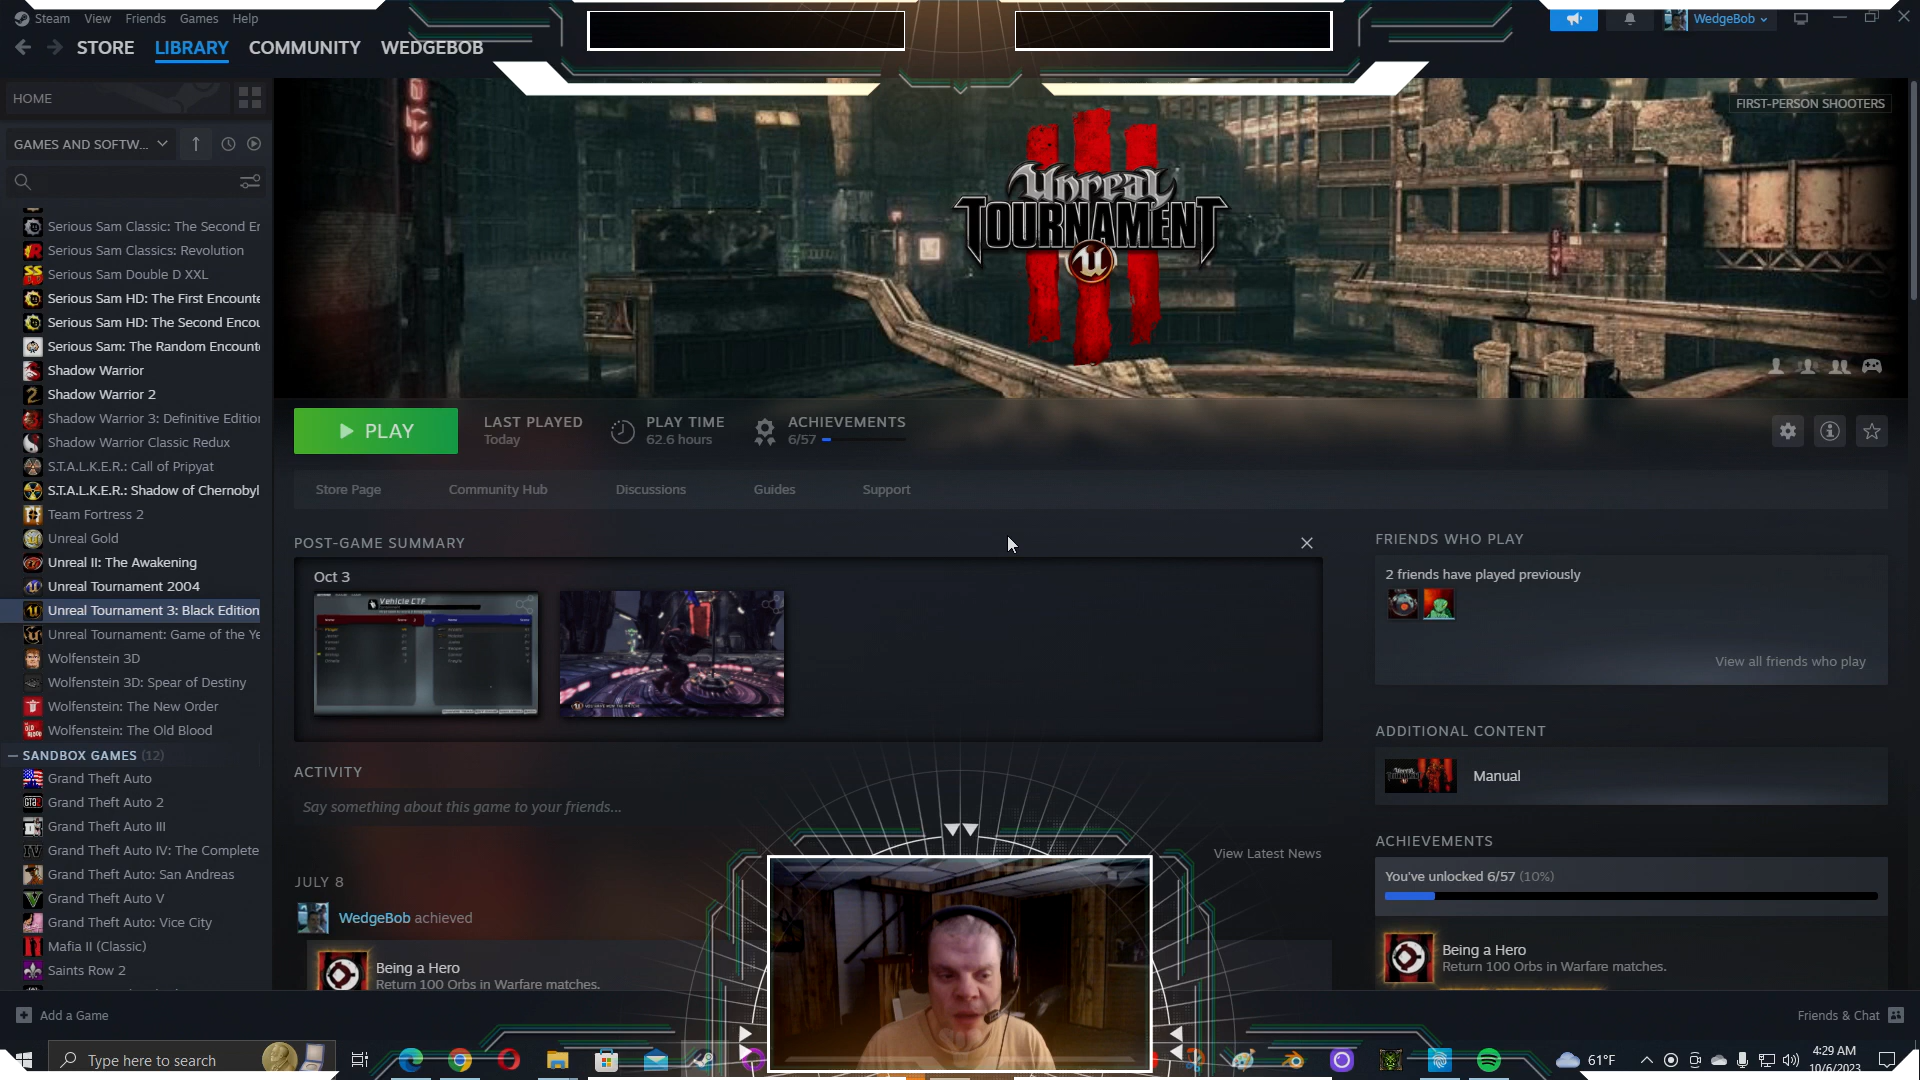 Steam View Friends Games Help
WedgeBob
STORE LIBRARY COMMUNITY WEDGEBOB
HOME
FIRST-PERSON SHOOTERS
GAMES AND SOFTW...
Unreal
TOURNAMENT
Serious Sam Classic: The Second Er
Serious Sam Classics: Revolution
Serious Sam Double D XXL
Serious Sam HD: The First Encounte
Serious Sam HD: The Second Encou
Serious Sam: The Random Encount
Shadow Warrior
Shadow Warrior 2
Shadow Warrior 3: Definitive Editio
Shadow Warrior Classic Redux
S.T.A.L.K.E.R.: Call of Pripyat
S.T.A.L.K.E.R.: Shadow of Chernobyl
Team Fortress 2
Unreal Gold
Unreal II: The Awakening
Unreal Tournament 2004
Unreal Tournament 3: Black Edition
Unreal Tournament: Game of the Ye
Wolfenstein 3D
Wolfenstein 3D: Spear of Destiny
Wolfenstein: The New Order
Wolfenstein: The Old Blood
SANDBOX GAMES (12)
Grand Theft Auto
Grand Theft Auto 2
Grand Theft Auto III
Grand Theft Auto IV: The Complete
Grand Theft Auto: San Andreas
Grand Theft Auto V
Grand Theft Auto: Vice City
Mafia II (Classic)
Saints Row 2
Add a Game
PLAY
LAST PLAYED
Today
PLAY TIME
62.6 hours
ACHIEVEMENTS
6/57
Store Page Community Hub Discussions Guides Support
POST-GAME SUMMARY
Oct 3
Vehicle CTF
ACTIVITY
Say something about this game to your friends...
View Latest News
JULY 8
WedgeBob achieved
Being a Hero
Return 100 Orbs in Warfare matches.
FRIENDS WHO PLAY
2 friends have played previously
View all friends who play
ADDITIONAL CONTENT
Manual
ACHIEVEMENTS
You've unlocked 6/57 (10%)
Being a Hero
Return 100 Orbs in Warfare matches.
Friends & Chat
Type here to search
61°F
4:29 AM
10/6/2023